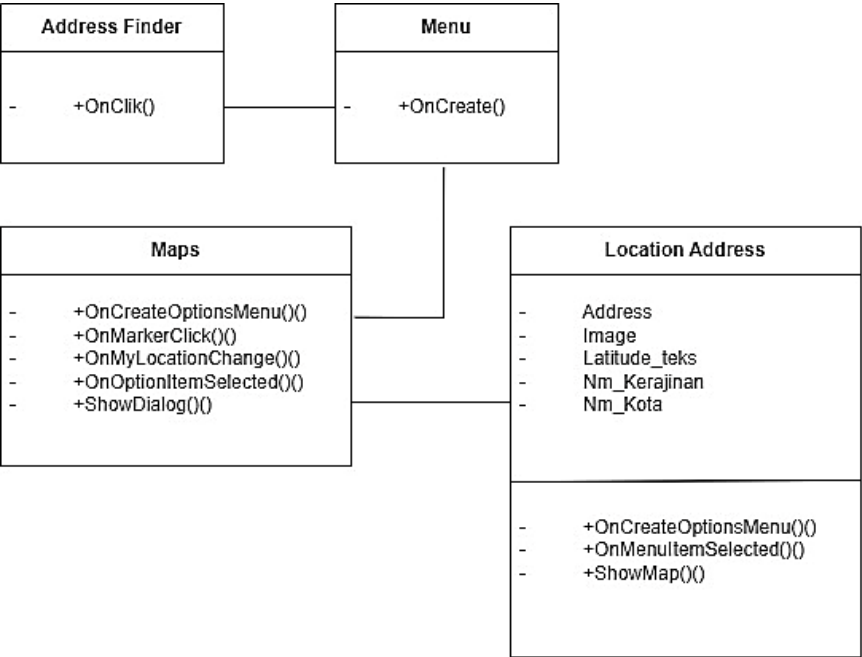 Address Finder
- +OnClik()
Menu
- +OnCreate()
Maps
- +OnCreateOptionsMenu()()
- +OnMarkerClick()()
- +OnMyLocationChange()()
- +OnOptionItemSelected()()
- +ShowDialog()()
Location Address
- Address
- Image
- Latitude_teks
- Nm_Kerajinan
- Nm_Kota
- +OnCreateOptionsMenu()()
- +OnMenuItemSelected()()
- +ShowMap()()